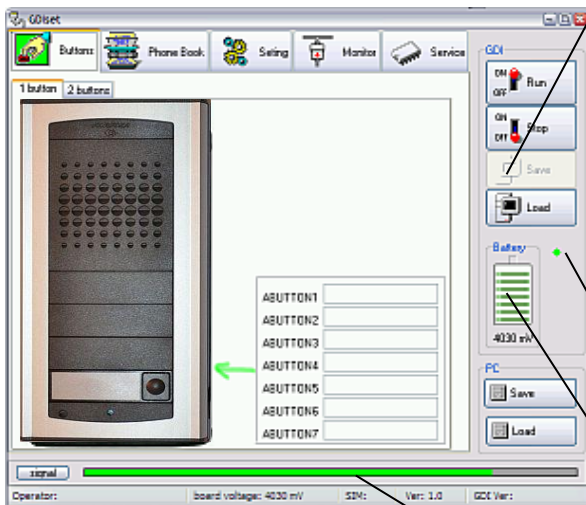 GDIset
Buttons
Phone Book
Seting
Monitor
Service
1 button
2 buttons
ABUTTON1
ABUTTON2
ABUTTON3
ABUTTON4
ABUTTON5
ABUTTON6
ABUTTON7
GDI
ON
OFF
Run
ON
OFF
Stop
Save
Load
Battery
4030 mV
PC
Save
Load
signal
Operator:
board voltage: 4030 mV
SIM:
Ver: 1.0
GDI Ver: